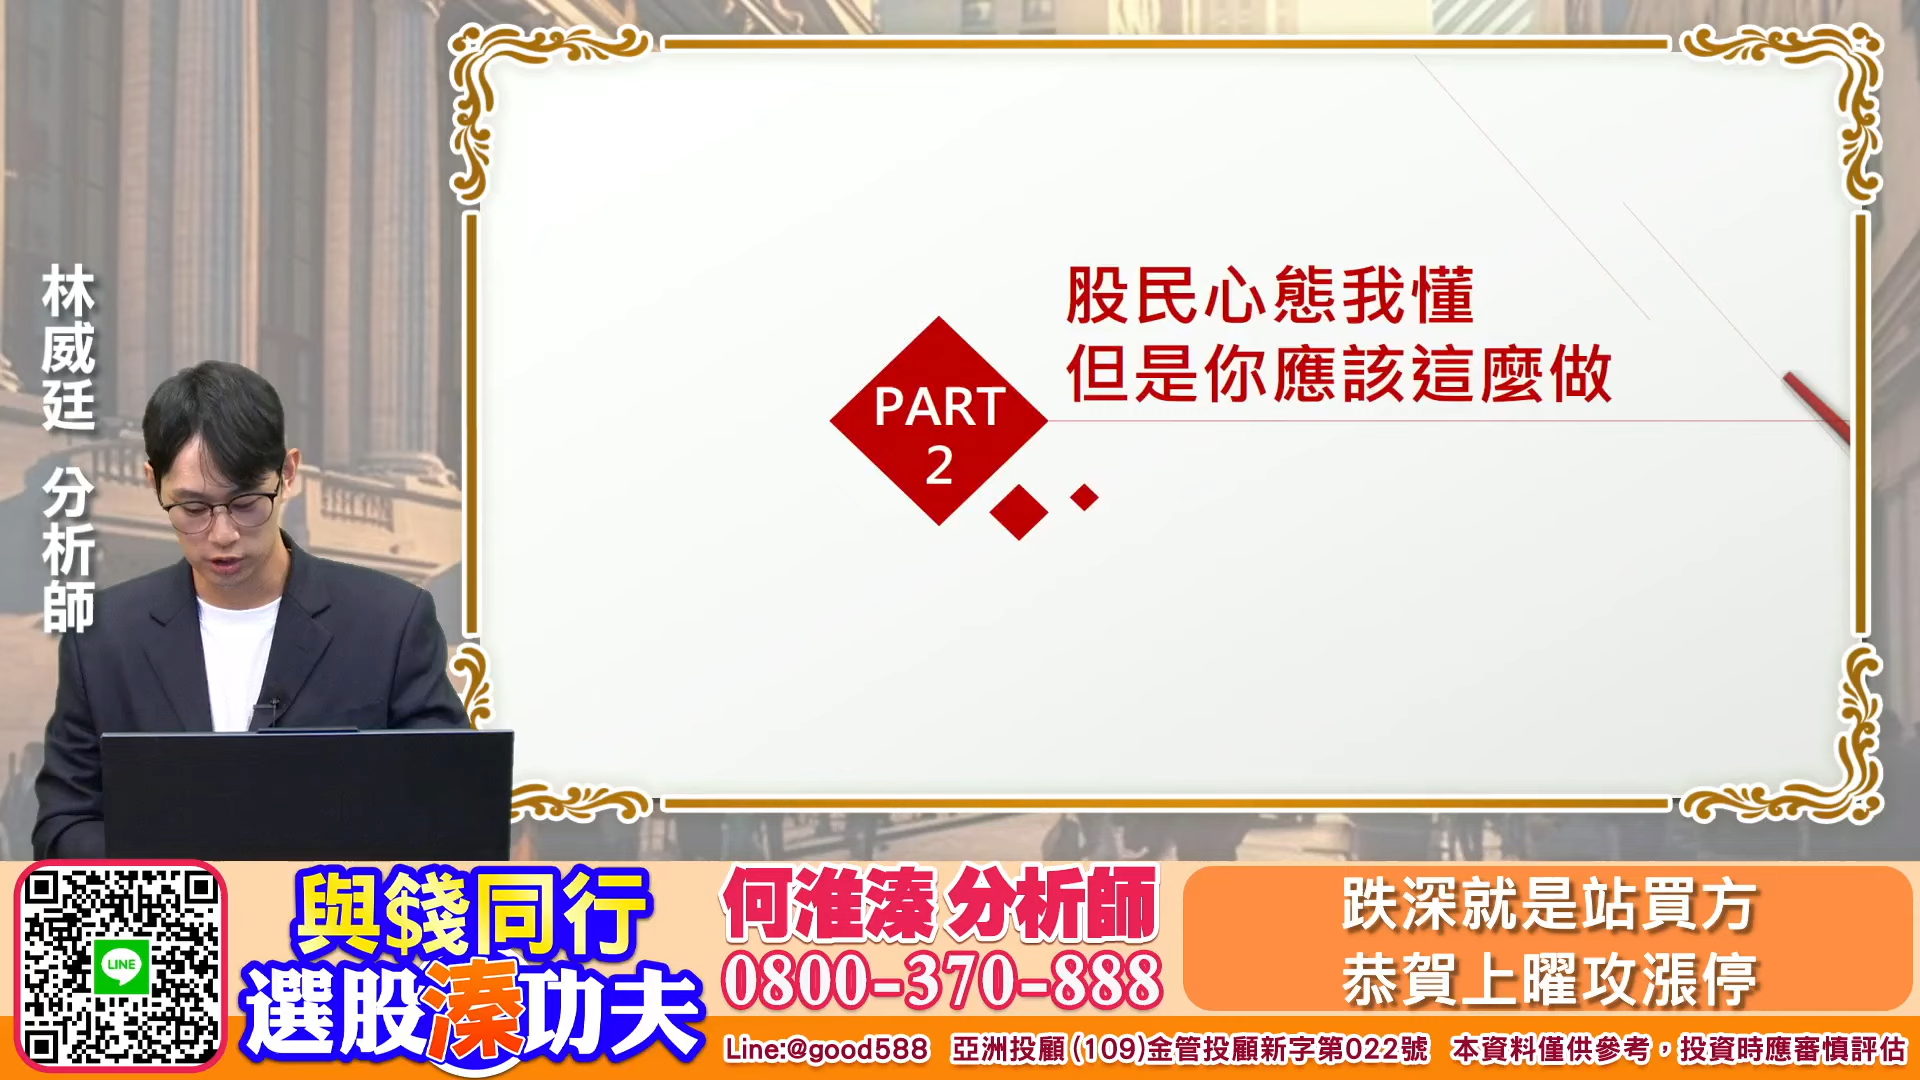 林威廷 分析師
PART
2
股民心態我懂
但是你應該這麼做
LINE
與錢同行
選股溱功夫
何淮溱 分析師
0800-370-888
跌深就是站買方
恭賀上曜攻漲停
Line:@good588 亞洲投顧 (109)金管投顧新字第022號 本資料僅供參考，投資時應審慎評估